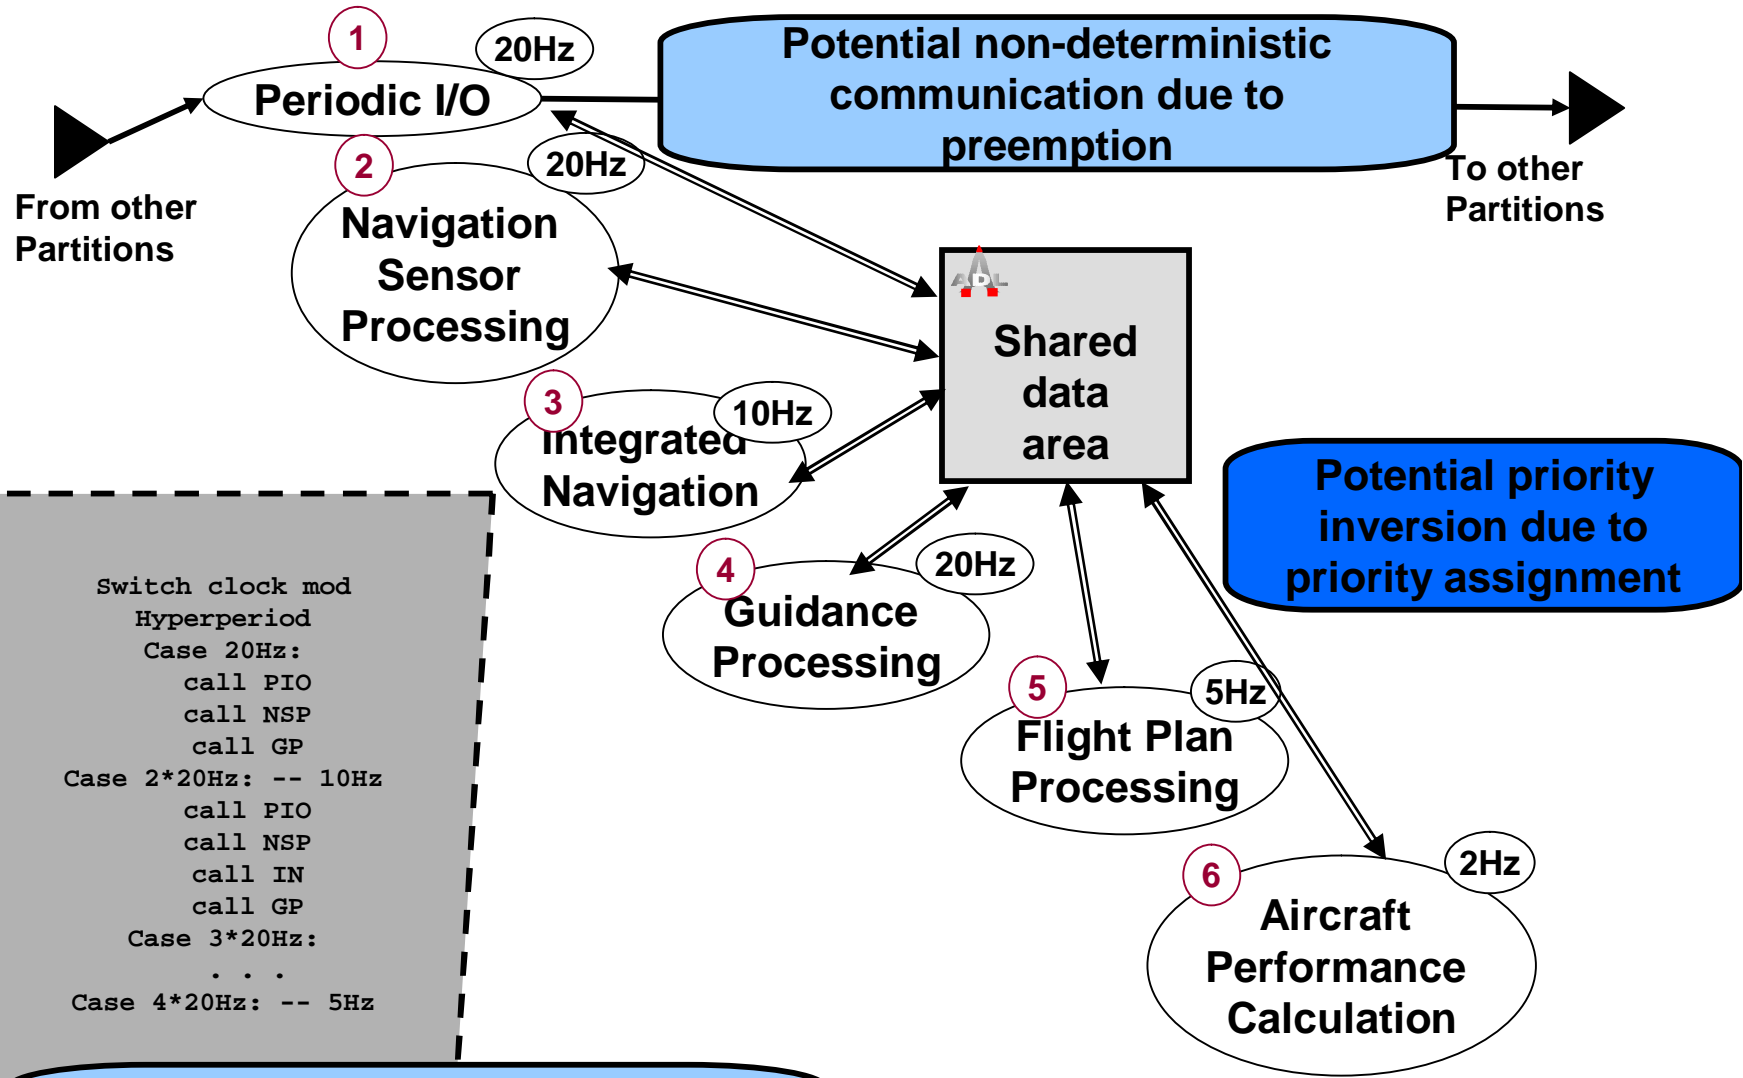 1
20Hz
Periodic I/O
Potential non-deterministic
communication due to
preemption
From other
Partitions
To other
Partitions
2
20Hz
Navigation
Sensor
Processing
ADL
Shared
data
area
3
10Hz
Integrated
Navigation
Potential priority
inversion due to
priority assignment
4
20Hz
Guidance
Processing
5
5Hz
Flight Plan
Processing
6
2Hz
Aircraft
Performance
Calculation
Switch clock mod
Hyperperiod
Case 20Hz:
call PIO
call NSP
call GP
Case 2*20Hz: -- 10Hz
call PIO
call NSP
call IN
call GP
Case 3*20Hz:
. . .
Case 4*20Hz: -- 5Hz